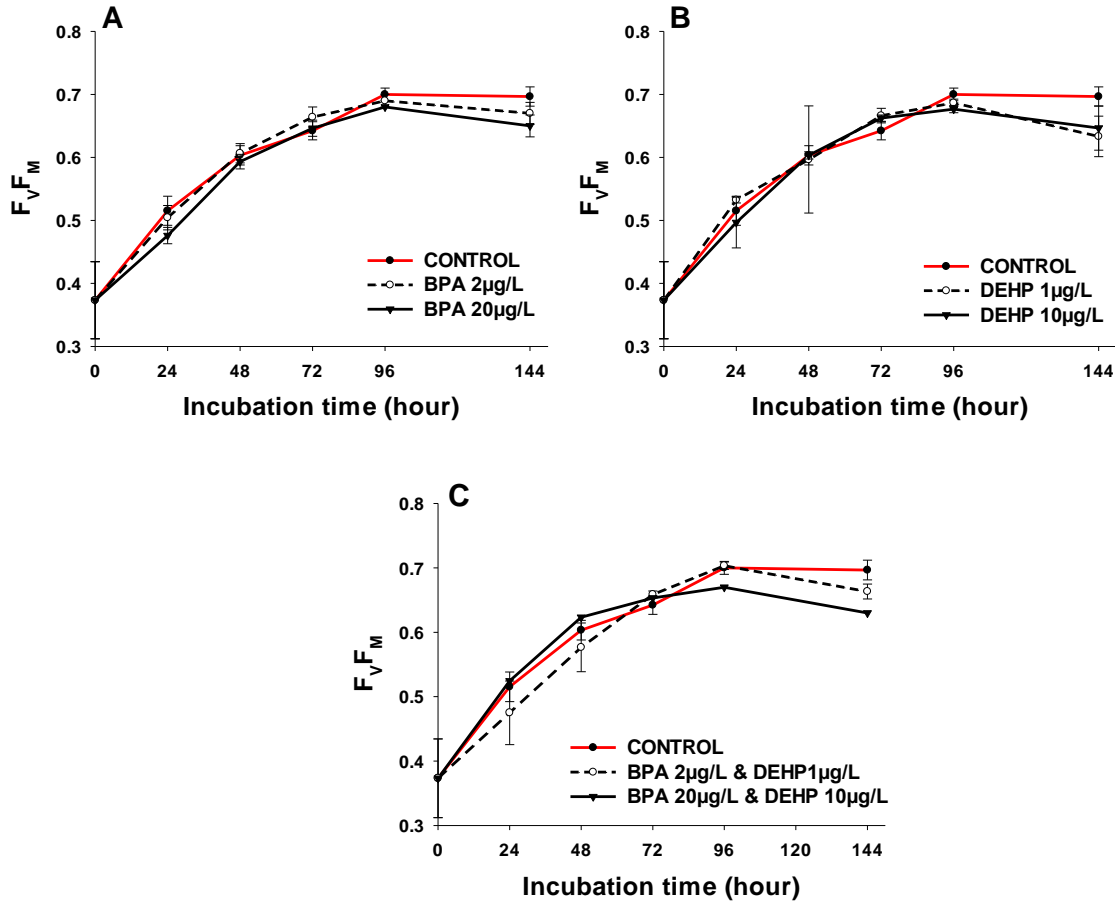 A
0.8
0.7
0.6
0.5
0.4
0.3
FVFM
CONTROL
BPA 2µg/L
BPA 20µg/L
0 24 48 72 96 144
Incubation time (hour)
B
0.8
0.7
0.6
0.5
0.4
0.3
FVFM
CONTROL
DEHP 1µg/L
DEHP 10µg/L
0 24 48 72 96 144
Incubation time (hour)
C
0.8
0.7
0.6
0.5
0.4
0.3
FVFM
CONTROL
BPA 2µg/L & DEHP1µg/L
BPA 20µg/L & DEHP 10µg/L
0 24 48 72 96 120 144
Incubation time (hour)